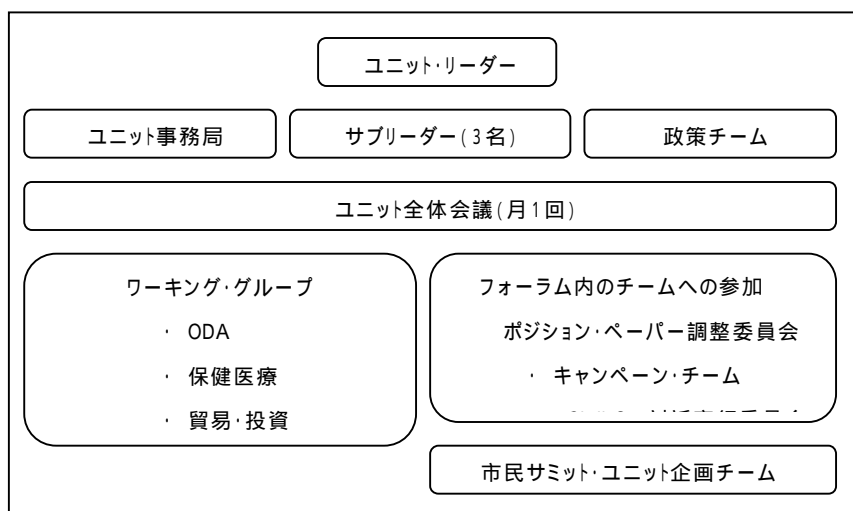 ユニット・リーダー
ユニット事務局
サブリーダー(3名)
政策チーム
ユニット全体会議(月1回)
ワーキング・グループ
・ ODA
・ 保健医療
・ 貿易・投資
フォーラム内のチームへの参加
ポジション・ペーパー調整委員会
・ キャンペーン・チーム
市民サミット・ユニット企画チーム